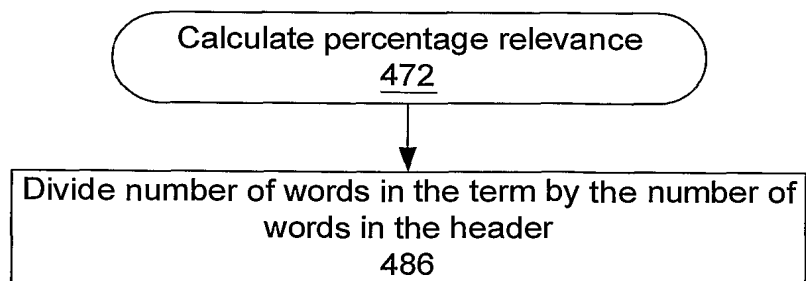 Calculate percentage relevance
472
Divide number of words in the term by the number of
words in the header
486